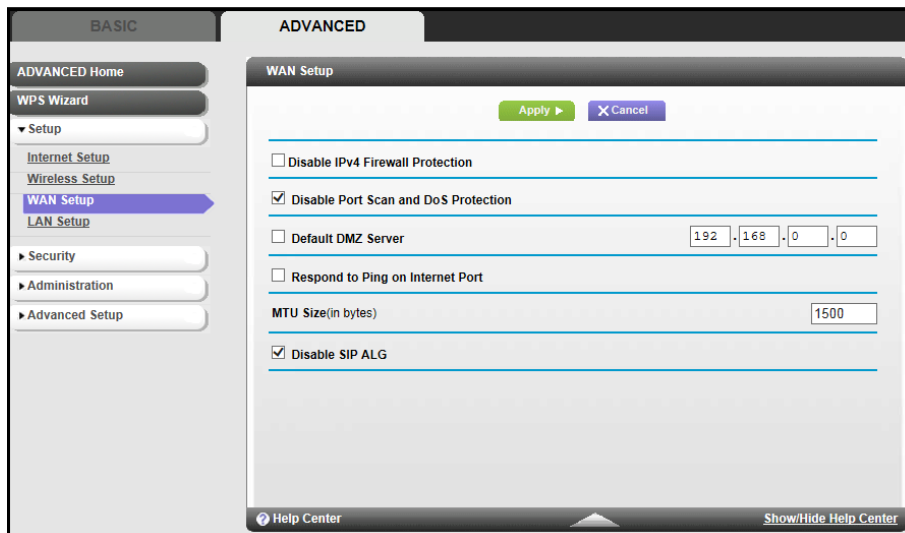 BASIC
ADVANCED
ADVANCED Home
WPS Wizard
Setup
Internet Setup
Wireless Setup
WAN Setup
LAN Setup
Security
Administration
Advanced Setup
WAN Setup
Apply
Cancel
Disable IPv4 Firewall Protection
Disable Port Scan and DoS Protection
Default DMZ Server 192 . 168 . 0 . 0
Respond to Ping on Internet Port
MTU Size(in bytes) 1500
Disable SIP ALG
Help Center
Show/Hide Help Center